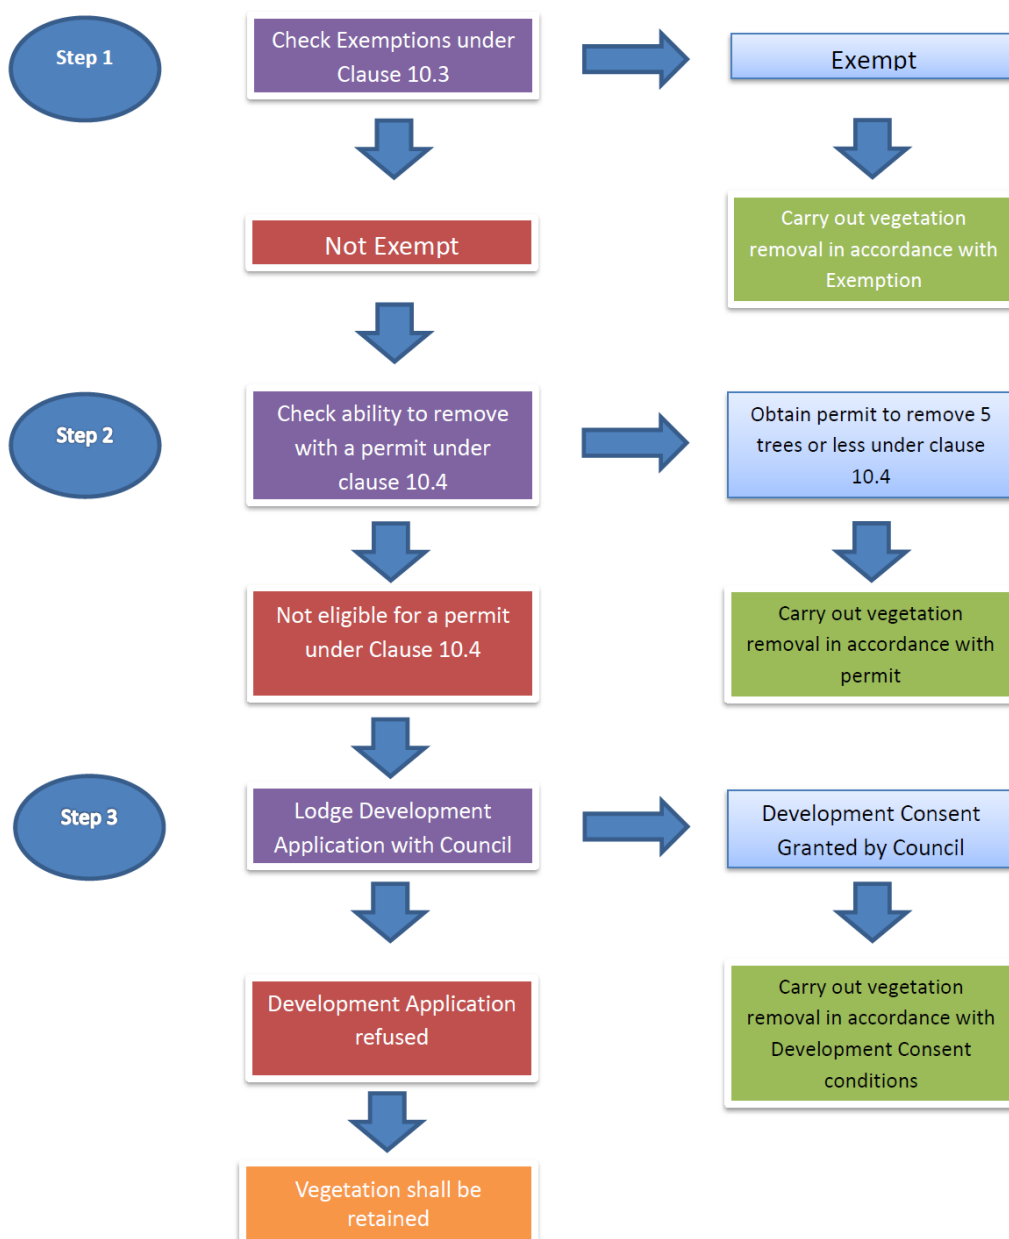 Step 1
Check Exemptions under
Clause 10.3
Exempt
Not Exempt
Carry out vegetation
removal in accordance with
Exemption
Step 2
Check ability to remove
with a permit under
clause 10.4
Obtain permit to remove 5
trees or less under clause
10.4
Not eligible for a permit
under Clause 10.4
Carry out vegetation
removal in accordance with
permit
Step 3
Lodge Development
Application with Council
Development Consent
Granted by Council
Development Application
refused
Carry out vegetation
removal in accordance with
Development Consent
conditions
Vegetation shall be
retained